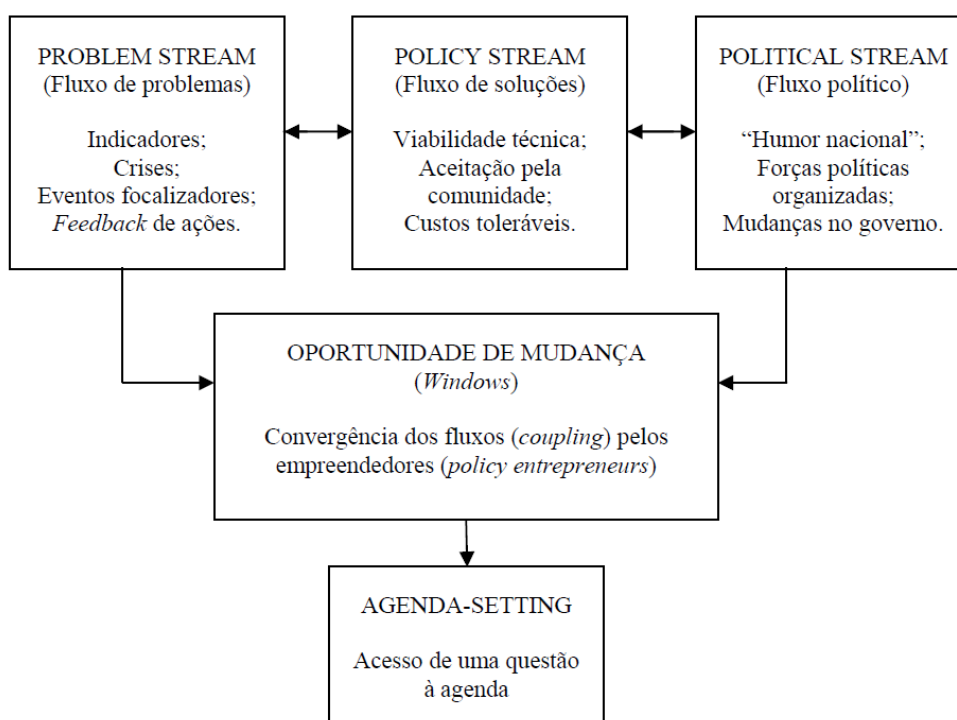 PROBLEM STREAM
(Fluxo de problemas)
Indicadores;
Crises;
Eventos focalizadores;
Feedback de ações.
POLICY STREAM
(Fluxo de soluções)
Viabilidade técnica;
Aceitação pela
comunidade;
Custos toleráveis.
POLITICAL STREAM
(Fluxo político)
“Humor nacional”;
Forças políticas
organizadas;
Mudanças no governo.
OPORTUNIDADE DE MUDANÇA
(Windows)
Convergência dos fluxos (coupling) pelos
empreendedores (policy entrepreneurs)
AGENDA-SETTING
Acesso de uma questão
à agenda